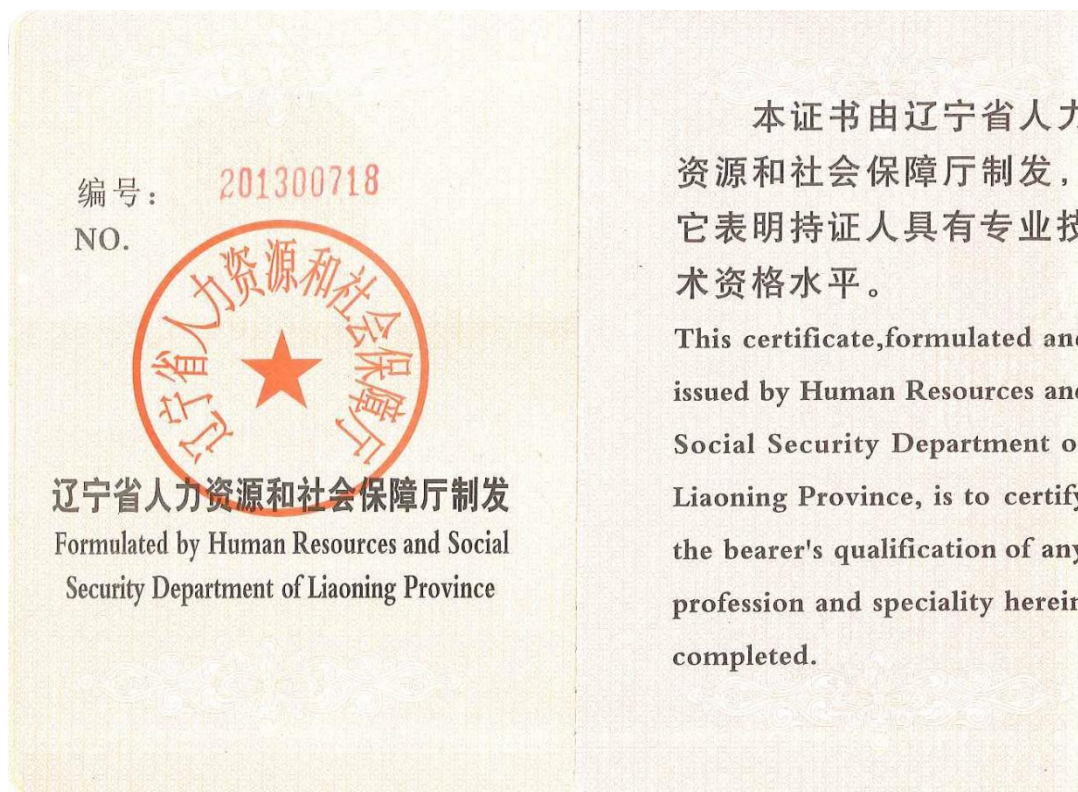 编号：
201300718
NO.
辽宁省人力资源和社会保障厅
辽宁省人力资源和社会保障厅制发
Formulated by Human Resources and Social
Security Department of Liaoning Province
本证书由辽宁省人力
资源和社会保障厅制发，
它表明持证人具有专业技
术资格水平。
This certificate,formulated and
issued by Human Resources and
Social Security Department o
Liaoning Province, is to certify
the bearer's qualification of any
profession and speciality herein
completed.